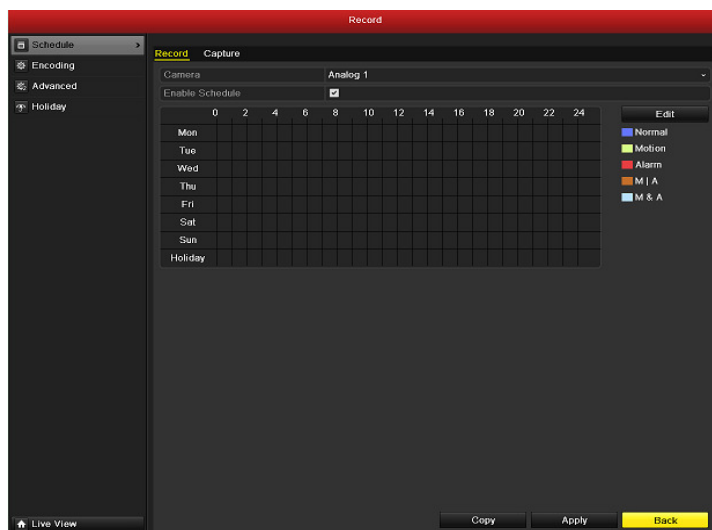 Record
Schedule
Encoding
Advanced
Holiday
Live View
Record Capture
Camera Analog 1
Enable Schedule
0 2 4 6 8 10 12 14 16 18 20 22 24
Mon
Tue
Wed
Thu
Fri
Sat
Sun
Holiday
Edit
Normal
Motion
Alarm
M | A
M & A
Copy Apply Back